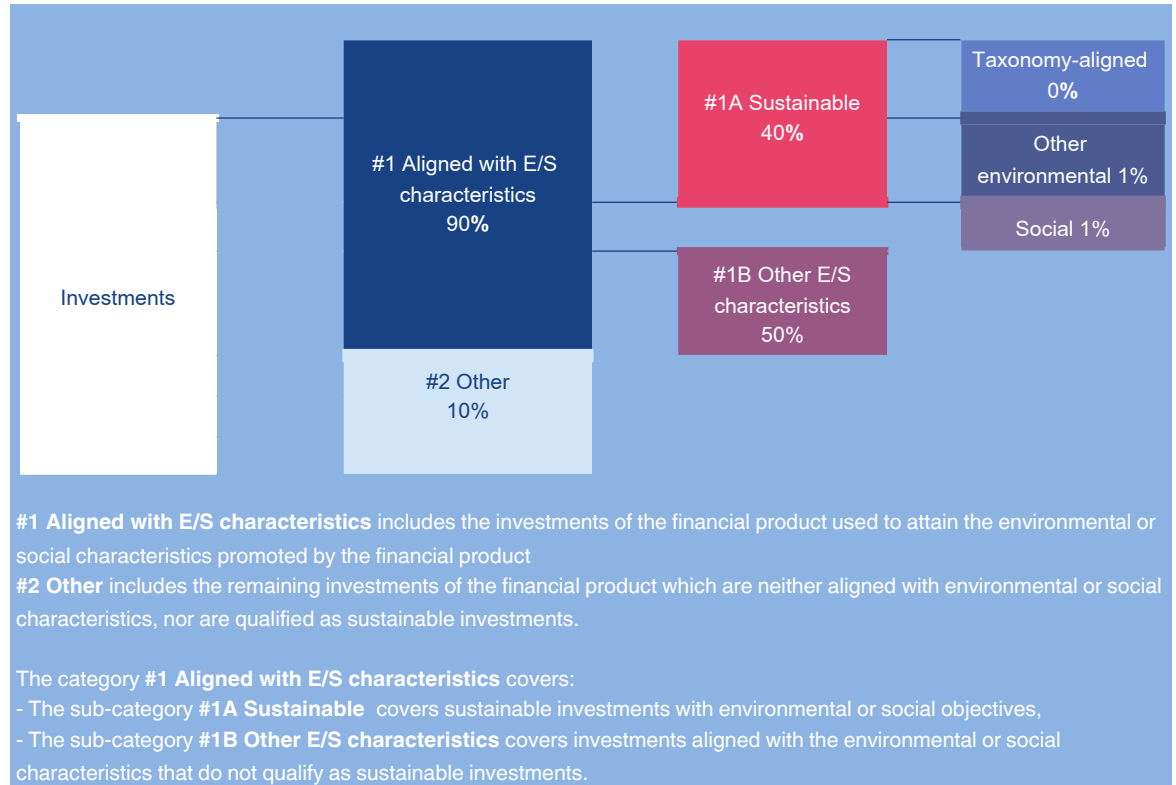 Investments
#1 Aligned with E/S
characteristics
90%
#2 Other
10%
#1A Sustainable
40%
#1B Other E/S
characteristics
50%
Taxonomy-aligned
0%
Other
environmental 1%
Social 1%
#1 Aligned with E/S characteristics includes the investments of the financial product used to attain the environmental or
social characteristics promoted by the financial product
#2 Other includes the remaining investments of the financial product which are neither aligned with environmental or social
characteristics, nor are qualified as sustainable investments.
The category #1 Aligned with E/S characteristics covers:
- The sub-category #1A Sustainable covers sustainable investments with environmental or social objectives,
- The sub-category #1B Other E/S characteristics covers investments aligned with the environmental or social
characteristics that do not qualify as sustainable investments.